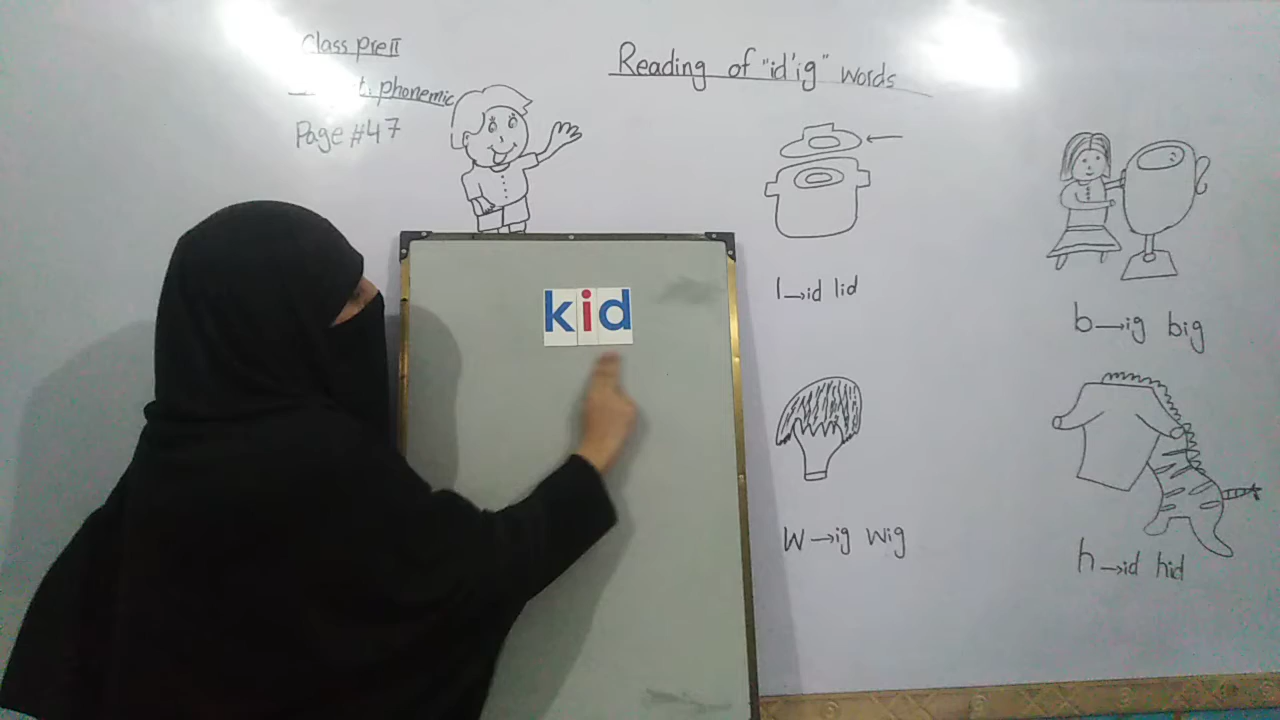 Class pre II
phonemic
Page #47
Reading of "id' ig" words
kid
l→id lid
b→ig big
w→ig wig
h→id hid